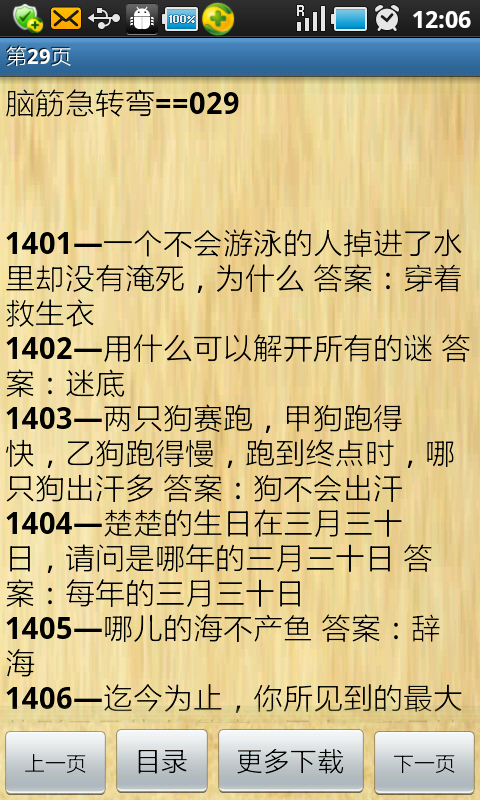 R
100%
12:06
第29页
脑筋急转弯==029
1401—一个不会游泳的人掉进了水
里却没有淹死，为什么 答案：穿着
救生衣
1402—用什么可以解开所有的谜 答
案：迷底
1403—两只狗赛跑，甲狗跑得
快，乙狗跑得慢，跑到终点时，哪
只狗出汗多 答案：狗不会出汗
1404—楚楚的生日在三月三十
日，请问是哪年的三月三十日 答
案：每年的三月三十日
1405—哪儿的海不产鱼 答案：辞
海
1406—迄今为止，你所见到的最大
上一页
目录
更多下载
下一页